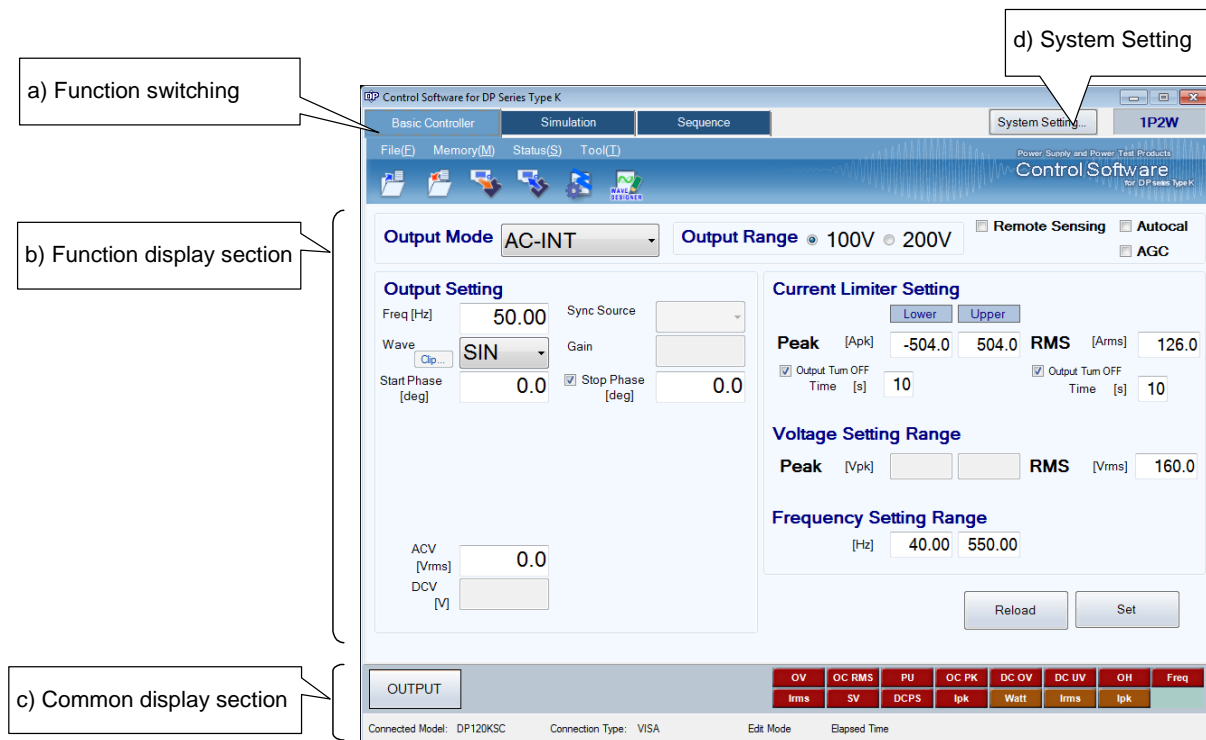 d) System Setting
a) Function switching
DP Control Software for DP Series Type K
Basic Controller Simulation Sequence System Setting... 1P2W
File(F) Memory(M) Status(S) Tool(T)
Power Supply and Power Test Products
Control Software
for DP series Type K
WAVE
DESIGNER
b) Function display section
Output Mode AC-INT Output Range 100V 200V Remote Sensing Autocal
AGC
Output Setting
Freq [Hz] 50.00 Sync Source
Wave Clip... SIN Gain
Start Phase 0.0 Stop Phase 0.0
[deg] [deg]
ACV 0.0
[Vrms]
DCV
[V]
Current Limiter Setting
Lower Upper
Peak [Apk] -504.0 504.0 RMS [Arms] 126.0
Output Turn OFF Output Turn OFF
Time [s] 10 Time [s] 10
Voltage Setting Range
Peak [Vpk] RMS [Vrms] 160.0
Frequency Setting Range
[Hz] 40.00 550.00
Reload Set
c) Common display section
OUTPUT
OV OC RMS PU OC PK DC OV DC UV OH Freq
Irms SV DCPS Ipk Watt Irms Ipk
Connected Model: DP120KSC Connection Type: VISA Edit Mode Elapsed Time